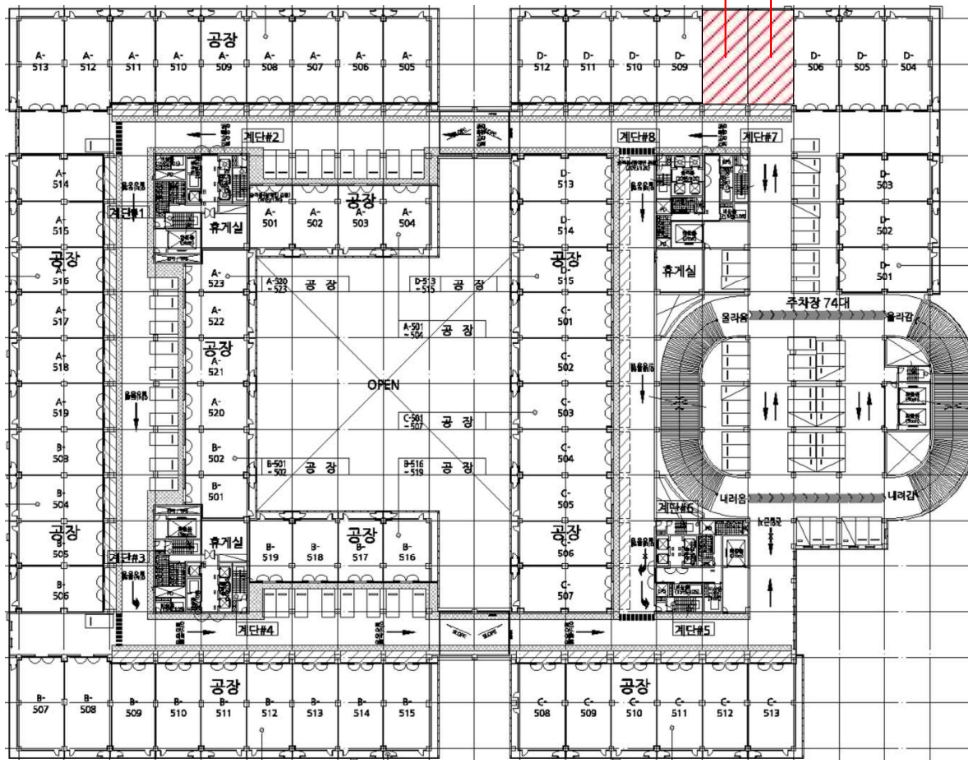 공장
A-513
A-512
A-511
A-510
A-509
A-508
A-507
A-506
A-505
D-512
D-511
D-510
D-509
D-506
D-505
D-504
계단#2
계단#8
계단#7
A-514
A-515
공장
A-516
A-517
A-518
A-519
B-503
B-504
공장
B-505
B-506
계단#1
휴게실
공장
A-501
A-502
A-503
A-504
A-523
A-522
공장
A-521
A-520
B-502
B-501
A-520 ~ 523 공 장
D-513 ~ 515 공 장
A-501 ~ 504 공 장
OPEN
C-501 ~ 507 공 장
B-501 ~ 502 공 장
B-516 ~ 519 공 장
D-513
D-514
공장
D-515
C-501
C-502
C-503
C-504
C-505
공장
C-506
C-507
휴게실
D-503
D-502
D-501
주차장 74대
올라옴
올라감
내려옴
내려감
계단#6
계단#3
휴게실
B-519
B-518
공장
B-517
B-516
계단#4
SLOPE
SLOPE
계단#5
공장
B-507
B-508
B-509
B-510
B-511
B-512
B-513
B-514
B-515
공장
C-508
C-509
C-510
C-511
C-512
C-513